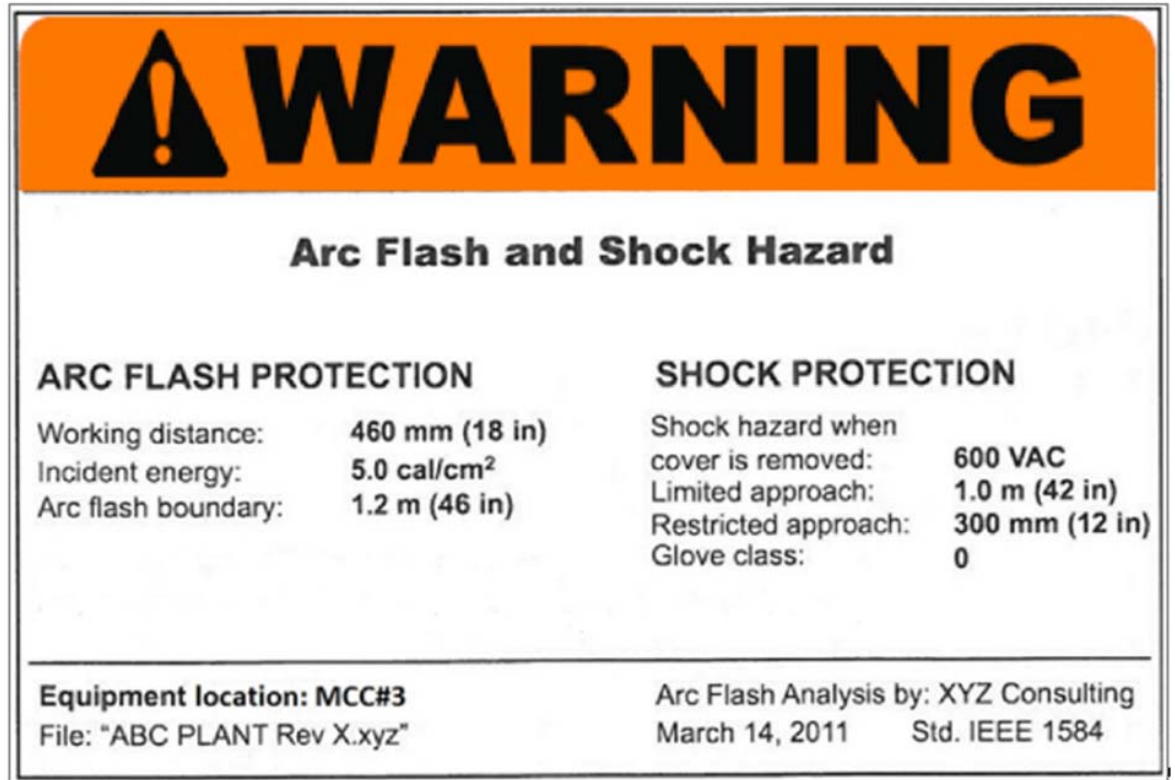 WARNING
Arc Flash and Shock Hazard
ARC FLASH PROTECTION
Working distance: 460 mm (18 in)
Incident energy: 5.0 cal/cm²
Arc flash boundary: 1.2 m (46 in)
SHOCK PROTECTION
Shock hazard when
cover is removed: 600 VAC
Limited approach: 1.0 m (42 in)
Restricted approach: 300 mm (12 in)
Glove class: 0
Equipment location: MCC#3
File: “ABC PLANT Rev X.xyz”
Arc Flash Analysis by: XYZ Consulting
March 14, 2011 Std. IEEE 1584